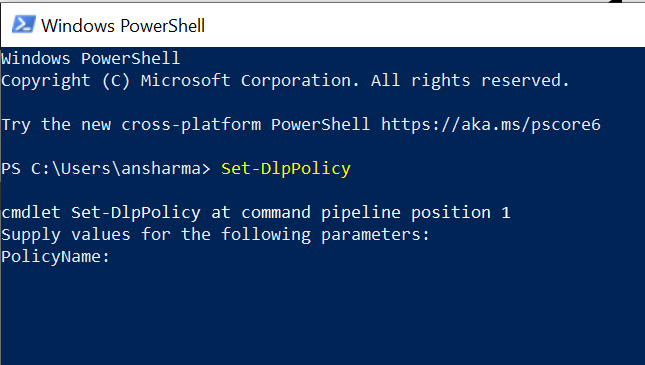 Windows PowerShell
Windows PowerShell
Copyright (C) Microsoft Corporation. All rights reserved.
Try the new cross-platform PowerShell https://aka.ms/pscore6
PS C:\Users\ansharma> Set-DlpPolicy
cmdlet Set-DlpPolicy at command pipeline position 1
Supply values for the following parameters:
PolicyName: